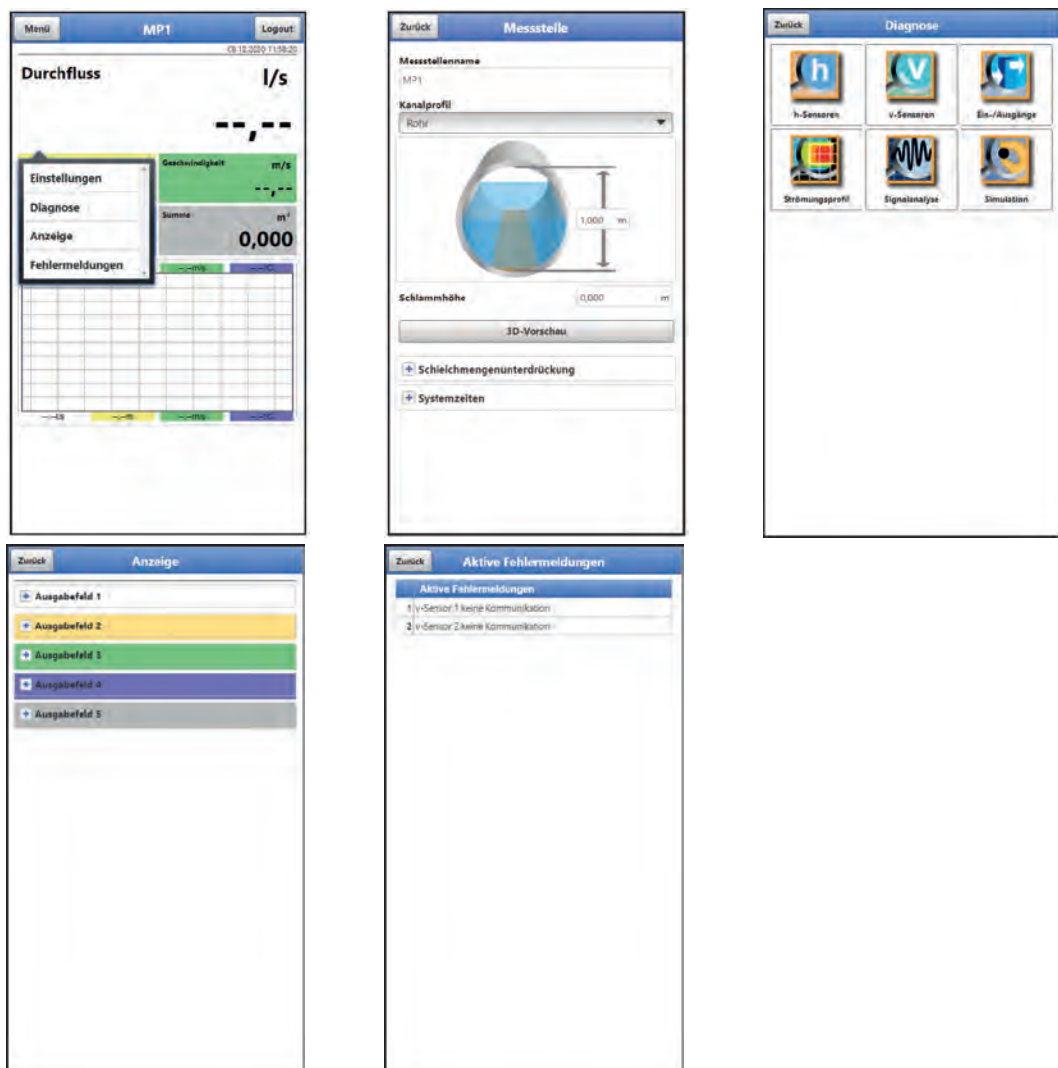 Menü MP1 Logout
08.12.2020 11:58:20
Durchfluss l/s
--,--
Geschwindigkeit m/s
--,--
Summe m³
0,000
Einstellungen
Diagnose
Anzeige
Fehlermeldungen
--,--m/s --,--°C
--,--l/s --,--m --,--m/s --,--°C
Zurück Messstelle
Messstellenname
MP1
Kanalprofil
Rohr
1,000 m
Schlammhöhe 0,000 m
3D-Vorschau
+ Schleichmengenunterdrückung
+ Systemzeiten
Zurück Diagnose
h
v
h-Sensoren v-Sensoren Ein-/Ausgänge
Strömungsprofil Signalanalyse Simulation
Zurück Anzeige
+ Ausgabefeld 1
+ Ausgabefeld 2
+ Ausgabefeld 3
+ Ausgabefeld 4
+ Ausgabefeld 5
Zurück Aktive Fehlermeldungen
Aktive Fehlermeldungen
1 v-Sensor 1 keine Kommunikation
2 v-Sensor 2 keine Kommunikation